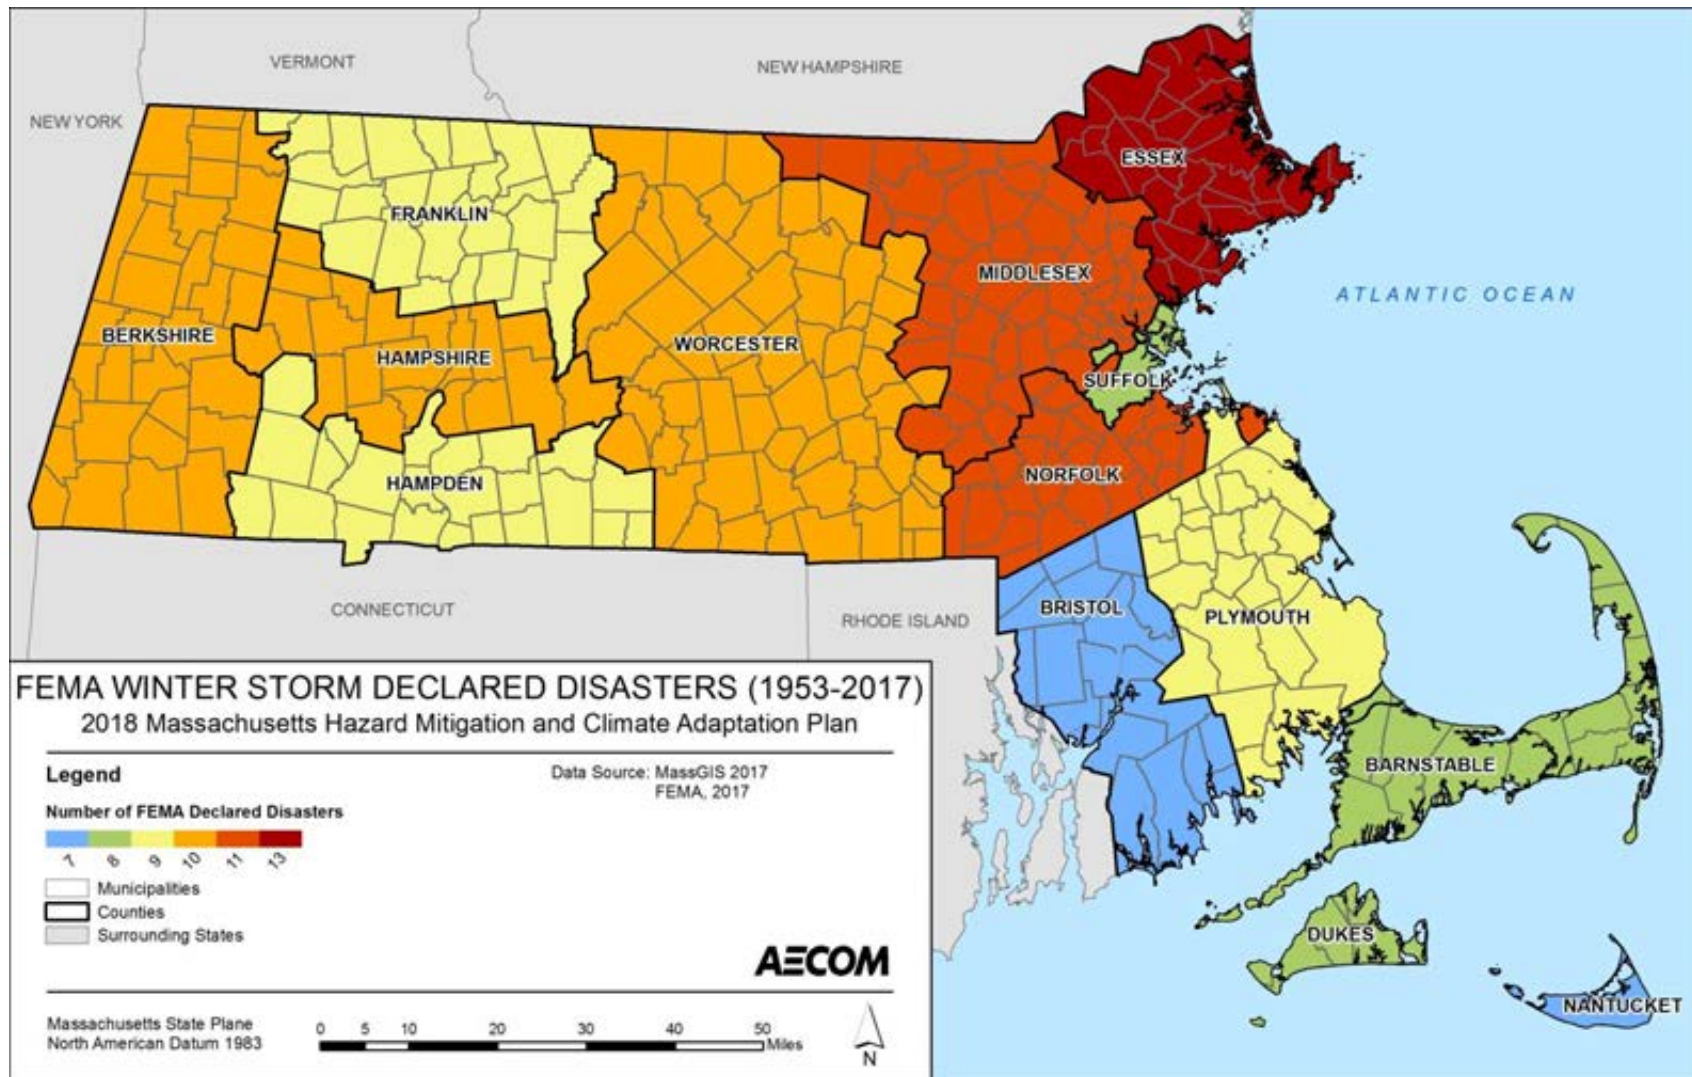 VERMONT
NEW HAMPSHIRE
NEW YORK
ESSEX
FRANKLIN
MIDDLESEX
ATLANTIC OCEAN
BERKSHIRE
HAMPSHIRE
WORCESTER
SUFFOLK
HAMPDEN
NORFOLK
CONNECTICUT
RHODE ISLAND
BRISTOL
PLYMOUTH
BARNSTABLE
DUKES
NANTUCKET
FEMA WINTER STORM DECLARED DISASTERS (1953-2017)
2018 Massachusetts Hazard Mitigation and Climate Adaptation Plan
Legend
Data Source: MassGIS 2017
FEMA, 2017
Number of FEMA Declared Disasters
7 8 9 10 11 13
Municipalities
Counties
Surrounding States
AECOM
Massachusetts State Plane
North American Datum 1983
0 5 10 20 30 40 50
Miles
N